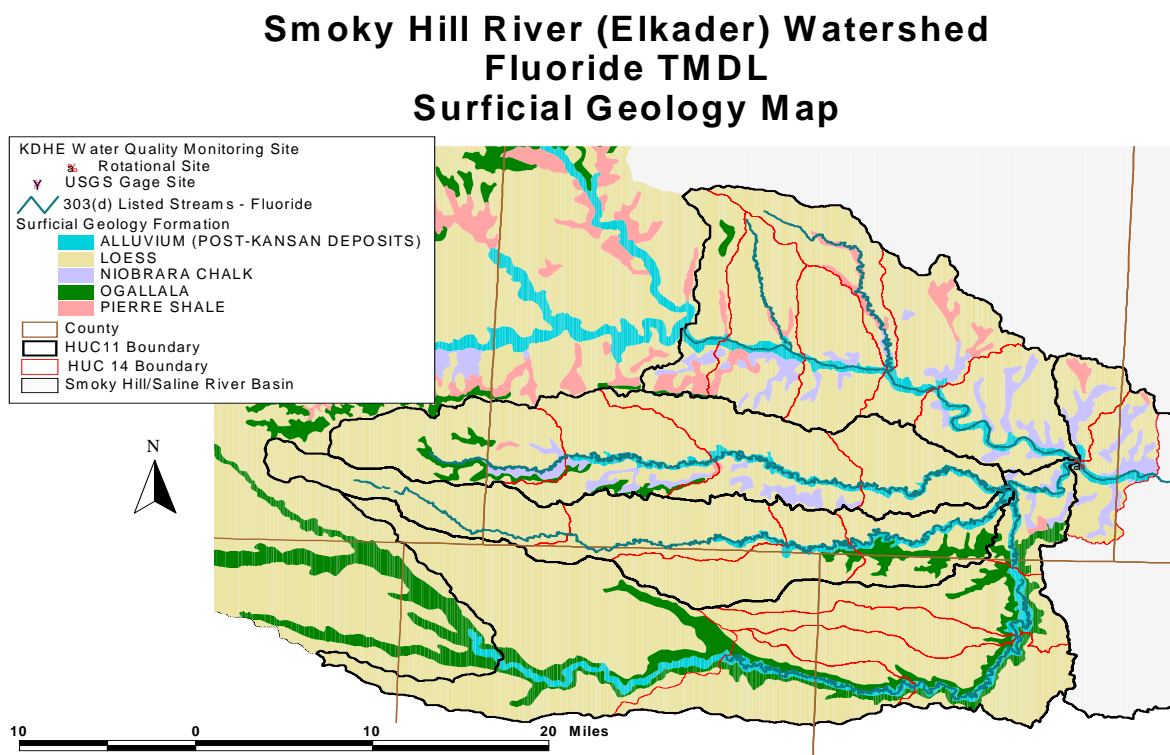 Smoky Hill River (Elkader) Watershed
Fluoride TMDL
Surficial Geology Map
KDHE Water Quality Monitoring Site
Rotational Site
USGS Gage Site
303(d) Listed Streams - Fluoride
Surficial Geology Formation
ALLUVIUM (POST-KANSAN DEPOSITS)
LOESS
NIOBRARA CHALK
OGALLALA
PIERRE SHALE
County
HUC11 Boundary
HUC 14 Boundary
Smoky Hill/Saline River Basin
N
10 0 10 20 Miles